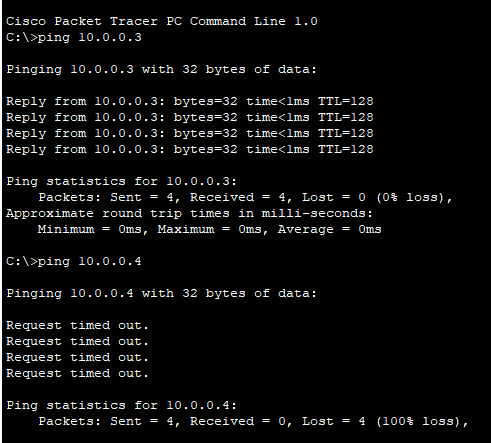 Cisco Packet Tracer PC Command Line 1.0
C:\>ping 10.0.0.3
Pinging 10.0.0.3 with 32 bytes of data:
Reply from 10.0.0.3: bytes=32 time<1ms TTL=128
Reply from 10.0.0.3: bytes=32 time<1ms TTL=128
Reply from 10.0.0.3: bytes=32 time<1ms TTL=128
Reply from 10.0.0.3: bytes=32 time<1ms TTL=128
Ping statistics for 10.0.0.3:
Packets: Sent = 4, Received = 4, Lost = 0 (0% loss),
Approximate round trip times in milli-seconds:
Minimum = 0ms, Maximum = 0ms, Average = 0ms
C:\>ping 10.0.0.4
Pinging 10.0.0.4 with 32 bytes of data:
Request timed out.
Request timed out.
Request timed out.
Request timed out.
Ping statistics for 10.0.0.4:
Packets: Sent = 4, Received = 0, Lost = 4 (100% loss),